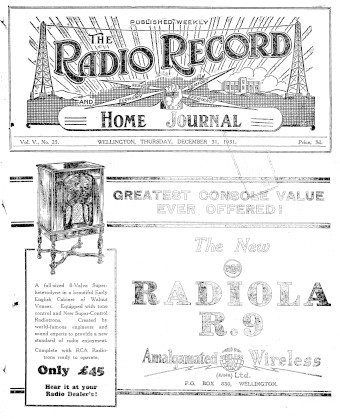 PUBLISHED WEEKLY
THE
RADIO RECORD
AND
HOME JOURNAL
Vol. V., No. 25.
WELLINGTON, THURSDAY, DECEMBER 31, 1931.
Price, 3d.
GREATEST CONSOLE VALUE
EVER OFFERED!
The New
RADIOLA
R.9
Amalgamated Wireless
(A/sia) Ltd.
P.O. BOX 830, WELLINGTON.
A full-sized 8-Valve Super-
heterodyne in a beautiful Early
English Cabinet of Walnut
Veneer. Equipped with tone
control and New Super-Control
Radiotrons. Created by
world-famous engineers and
sound experts to provide a new
standard of radio enjoyment.
Complete with RCA Radio-
trons ready to operate.
Only £45
Hear it at your
Radio Dealer's!